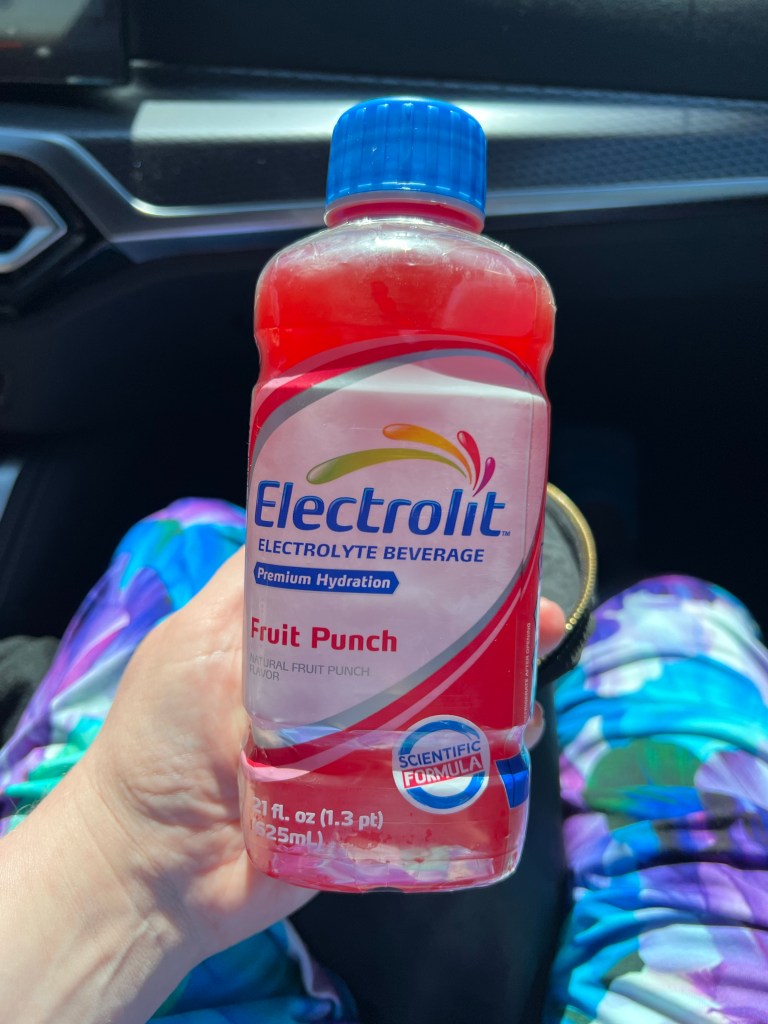 Electrolit™
ELECTROLYTE BEVERAGE
Premium Hydration
Fruit Punch
NATURAL FRUIT PUNCH
FLAVOR
SCIENTIFIC
FORMULA
21 fl. oz (1.3 pt)
(625mL)